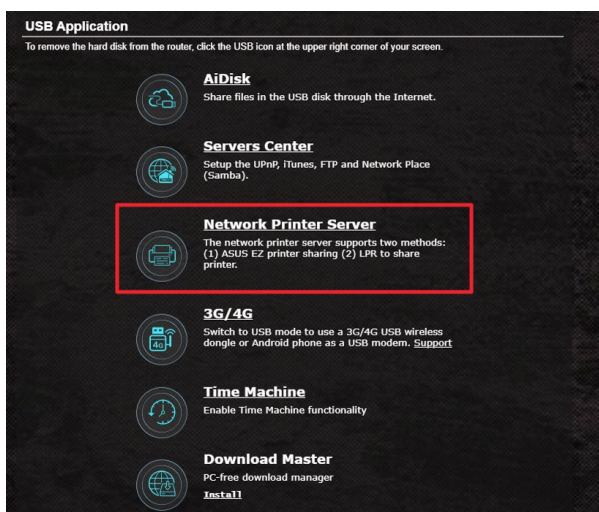 USB Application
To remove the hard disk from the router, click the USB icon at the upper right corner of your screen.
AiDisk
Share files in the USB disk through the Internet.
Servers Center
Setup the UPnP, iTunes, FTP and Network Place
(Samba).
Network Printer Server
The network printer server supports two methods:
(1) ASUS EZ printer sharing (2) LPR to share
printer.
3G/4G
4G
Switch to USB mode to use a 3G/4G USB wireless
dongle or Android phone as a USB modem. Support
Time Machine
Enable Time Machine functionality
Download Master
PC-free download manager
Install